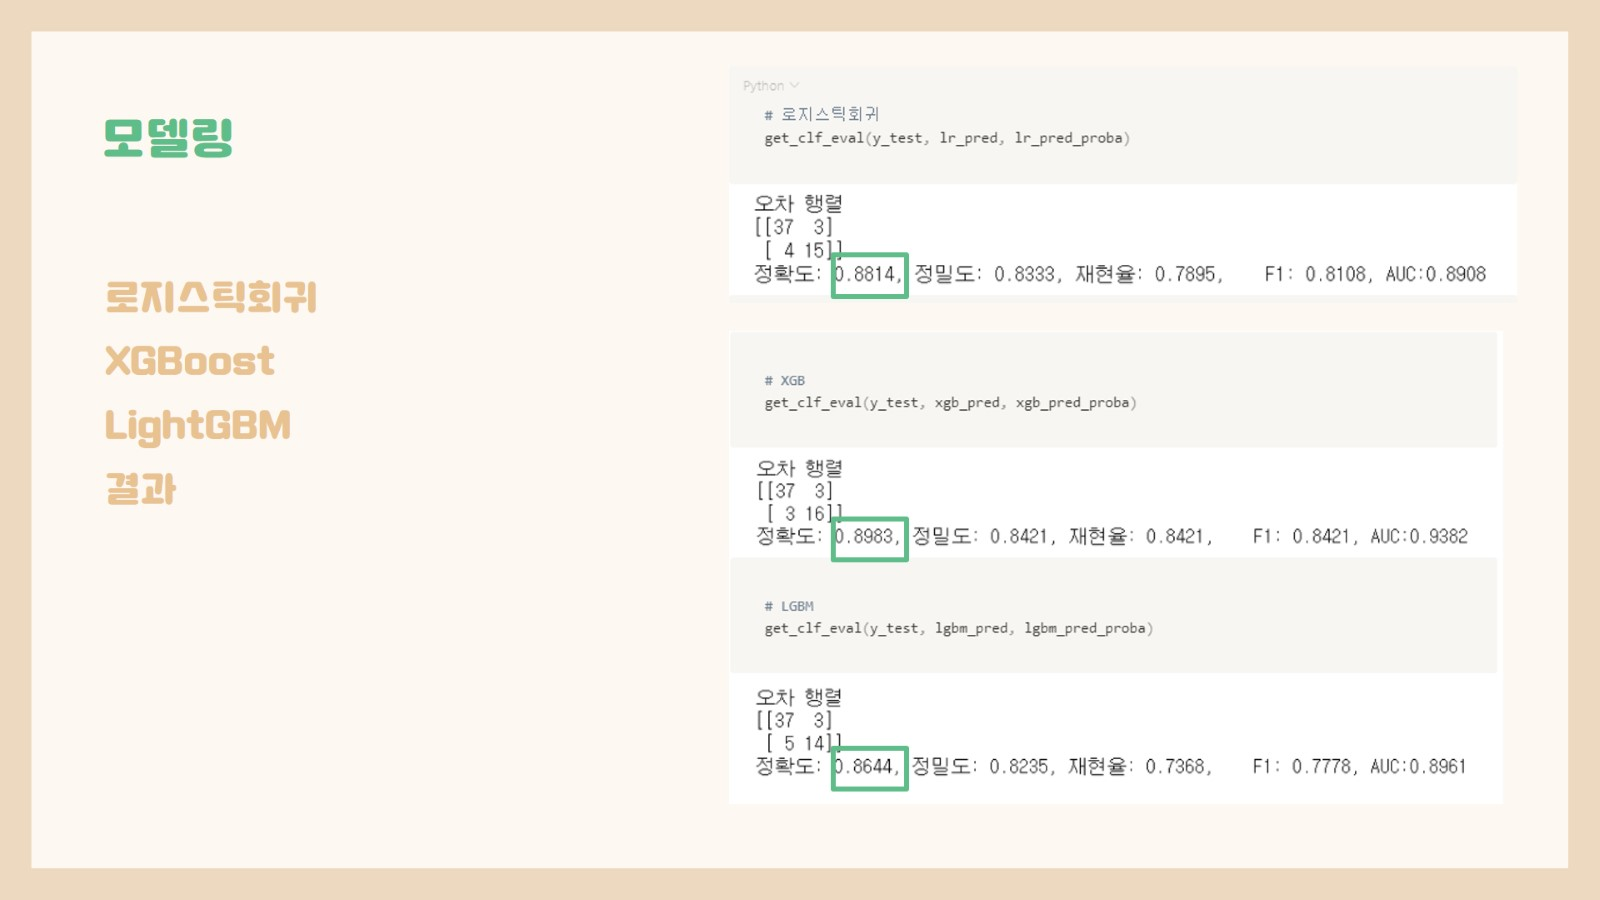 모델링
로지스틱회귀
XGBoost
LightGBM
결과
Python
# 로지스틱회귀
get_clf_eval(y_test, lr_pred, lr_pred_proba)
오차 행렬
[[37  3]
 [ 4 15]]
정확도: 0.8814, 정밀도: 0.8333, 재현율: 0.7895,    F1: 0.8108, AUC:0.8908
# XGB
get_clf_eval(y_test, xgb_pred, xgb_pred_proba)
오차 행렬
[[37  3]
 [ 3 16]]
정확도: 0.8983, 정밀도: 0.8421, 재현율: 0.8421,    F1: 0.8421, AUC:0.9382
# LGBM
get_clf_eval(y_test, lgbm_pred, lgbm_pred_proba)
오차 행렬
[[37  3]
 [ 5 14]]
정확도: 0.8644, 정밀도: 0.8235, 재현율: 0.7368,    F1: 0.7778, AUC:0.8961